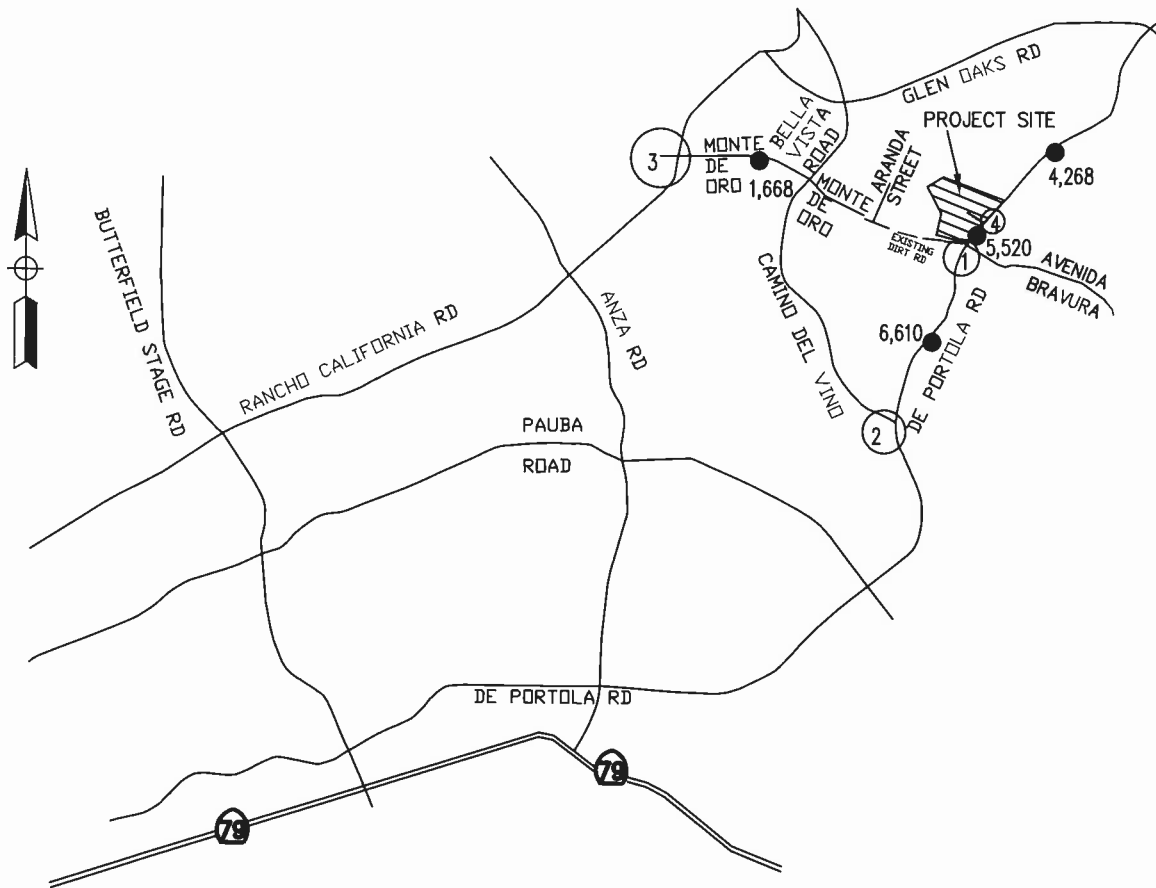 GLEN OAKS RD
PROJECT SITE
BELLA
VISTA
ROAD
MONTE
DE
ORO
3
1,668
ARANDA
STREET
4,268
MONTE
DE
ORO
4
5,520
EXISTING
DIRT RD
1
AVENIDA
BRAVURA
BUTTERFIELD STAGE RD
RANCHO CALIFORNIA RD
ANZA RD
CAMINO DEL VINO
6,610
DE PORTOLA RD
2
PAUBA
ROAD
DE PORTOLA RD
79
79